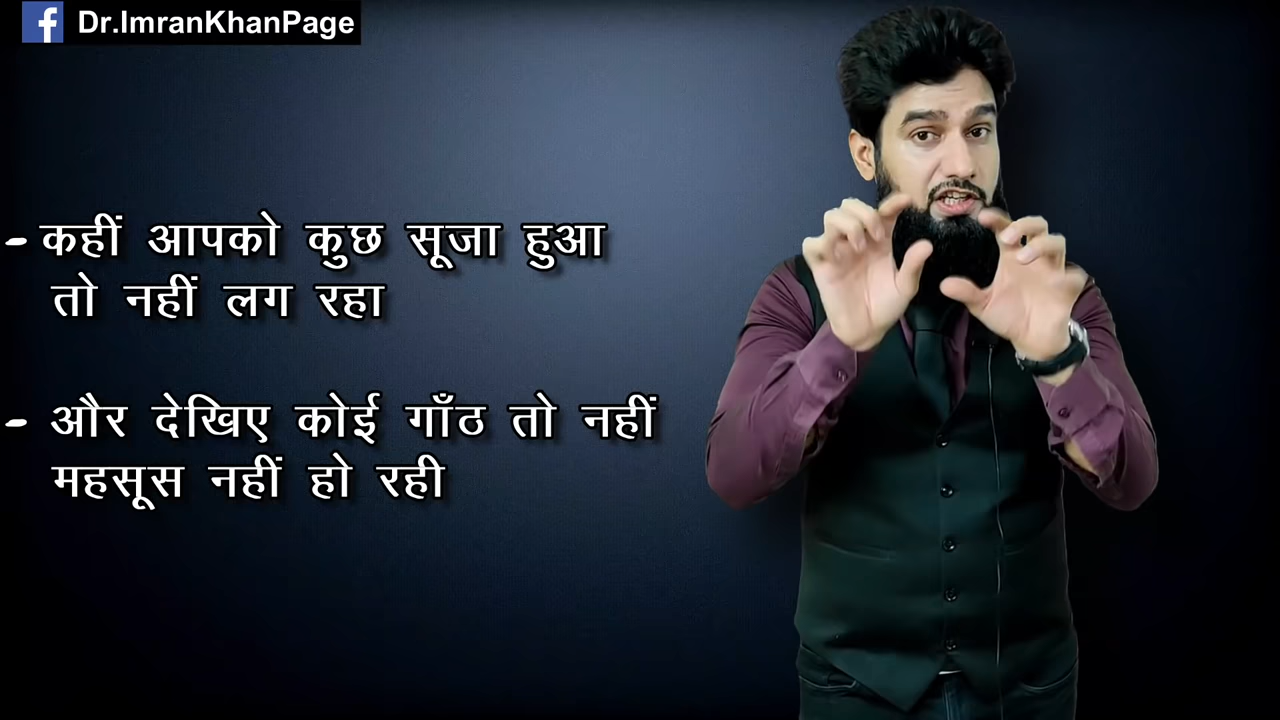 f Dr.ImranKhanPage
- कहीं आपको कुछ सूजा हुआ
तो नहीं लग रहा
- और देखिए कोई गाँठ तो नहीं
महसूस नहीं हो रही